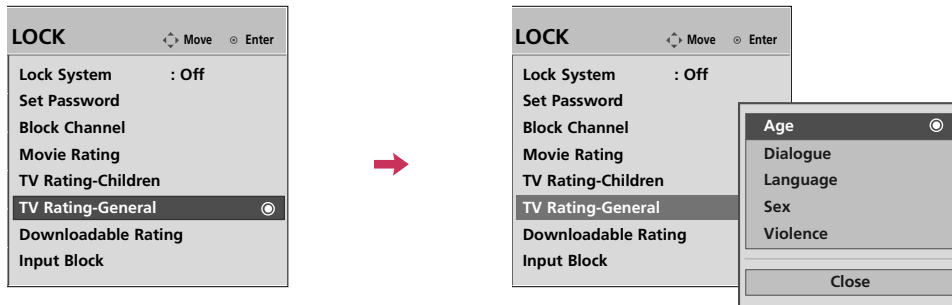 LOCK
Move Enter
Lock System : Off
Set Password
Block Channel
Movie Rating
TV Rating-Children
TV Rating-General
Downloadable Rating
Input Block
LOCK
Move Enter
Lock System : Off
Set Password
Block Channel
Movie Rating
TV Rating-Children
TV Rating-General
Downloadable Rating
Input Block
Age
Dialogue
Language
Sex
Violence
Close